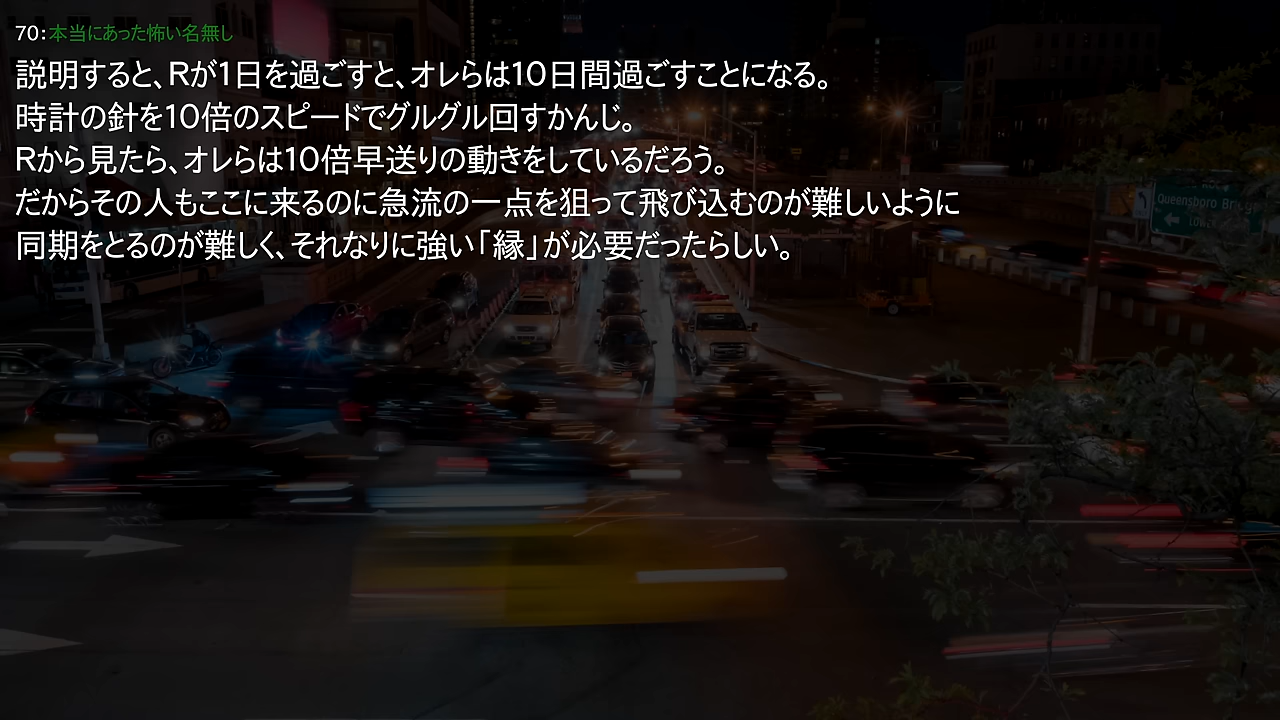 70:本当にあった怖い名無し
説明すると、Rが1日を過ごすと、オレらは10日間過ごすことになる。
時計の針を10倍のスピードでグルグル回すかんじ。
Rから見たら、オレらは10倍早送りの動きをしているだろう。
だからその人もここに来るのに急流の一点を狙って飛び込むのが難しいように
同期をとるのが難しく、それなりに強い「縁」が必要だったらしい。
Queensboro Br
LOWE